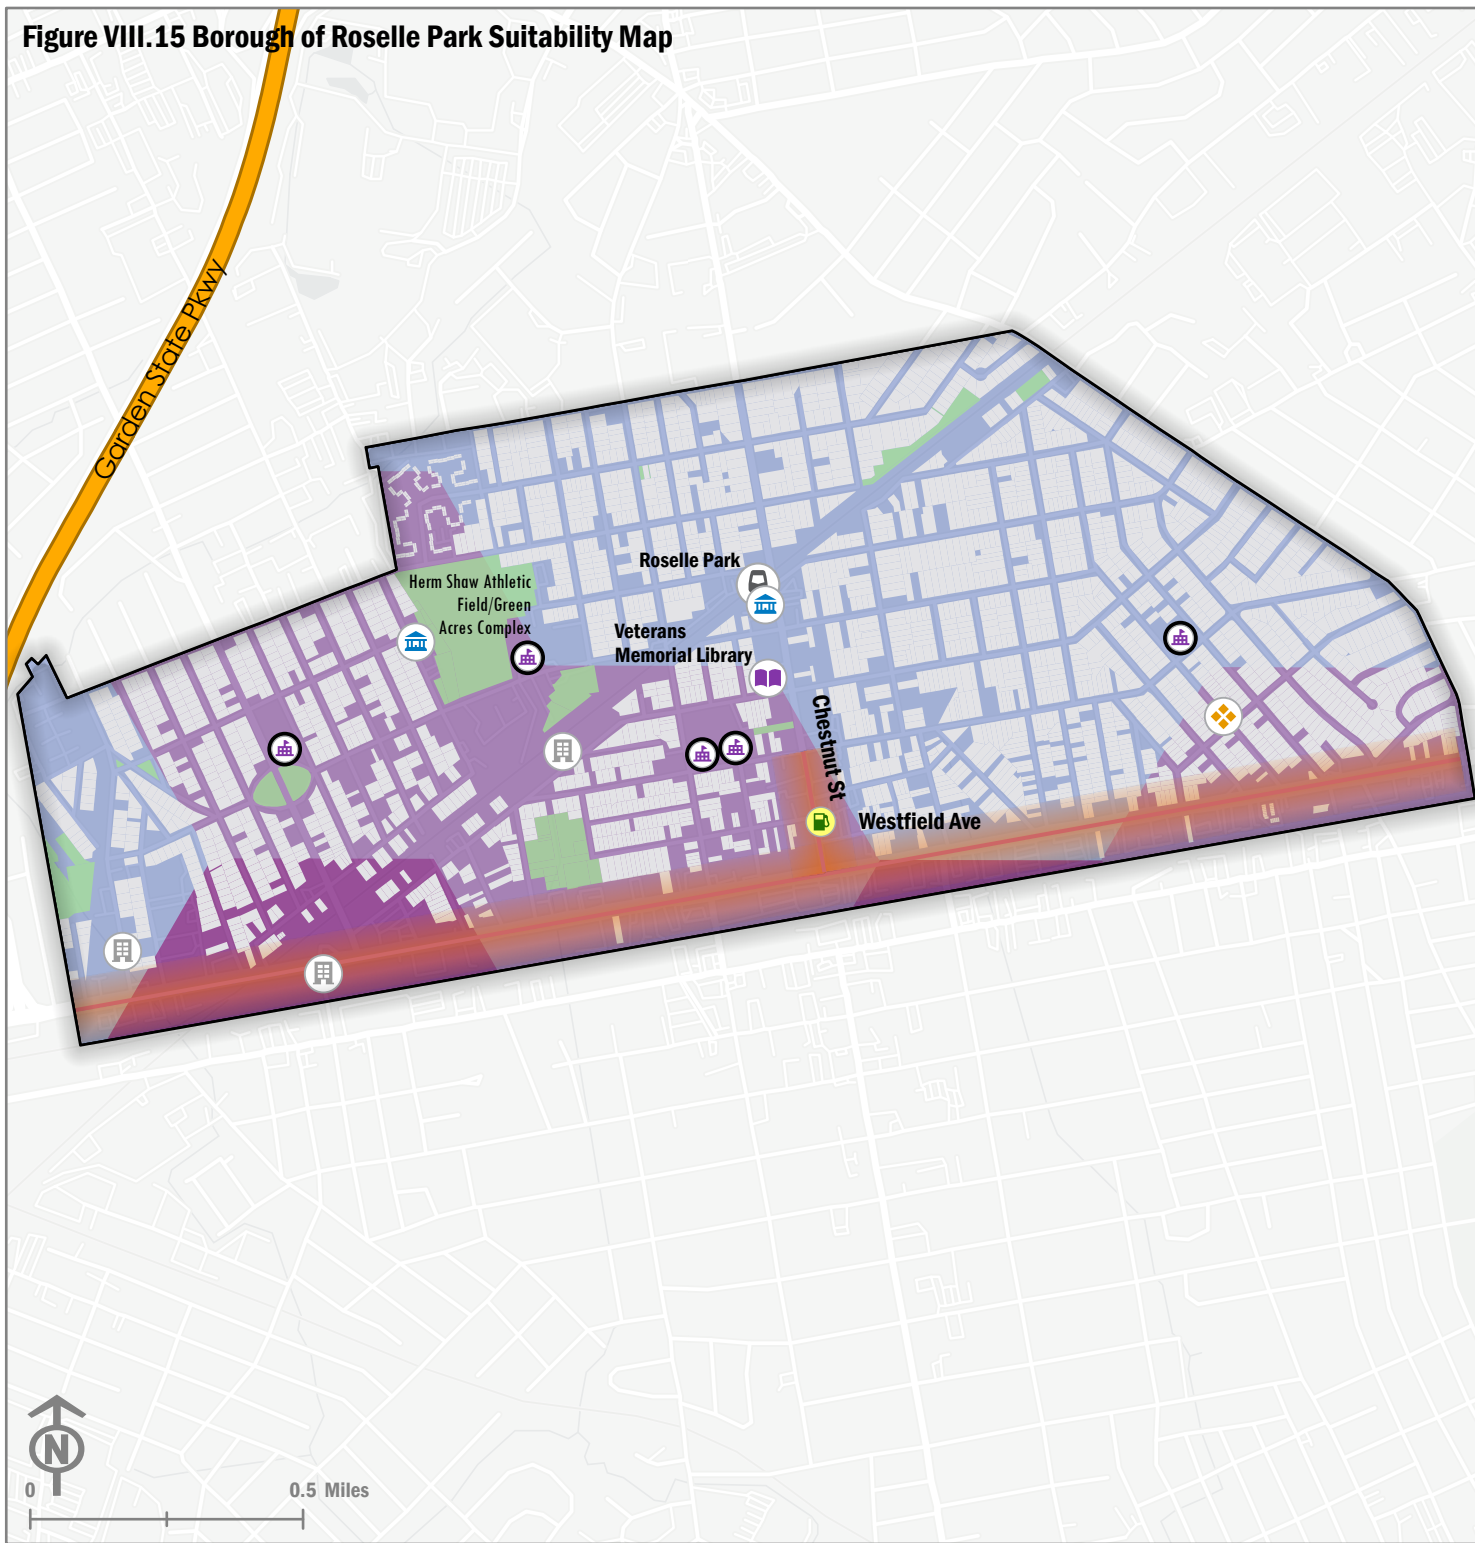 Figure VIII.15 Borough of Roselle Park Suitability Map
Garden State Pkwy
Roselle Park
Herm Shaw Athletic
Field/Green
Acres Complex
Veterans
Memorial Library
Chestnut St
Westfield Ave
N
0
0.5 Miles